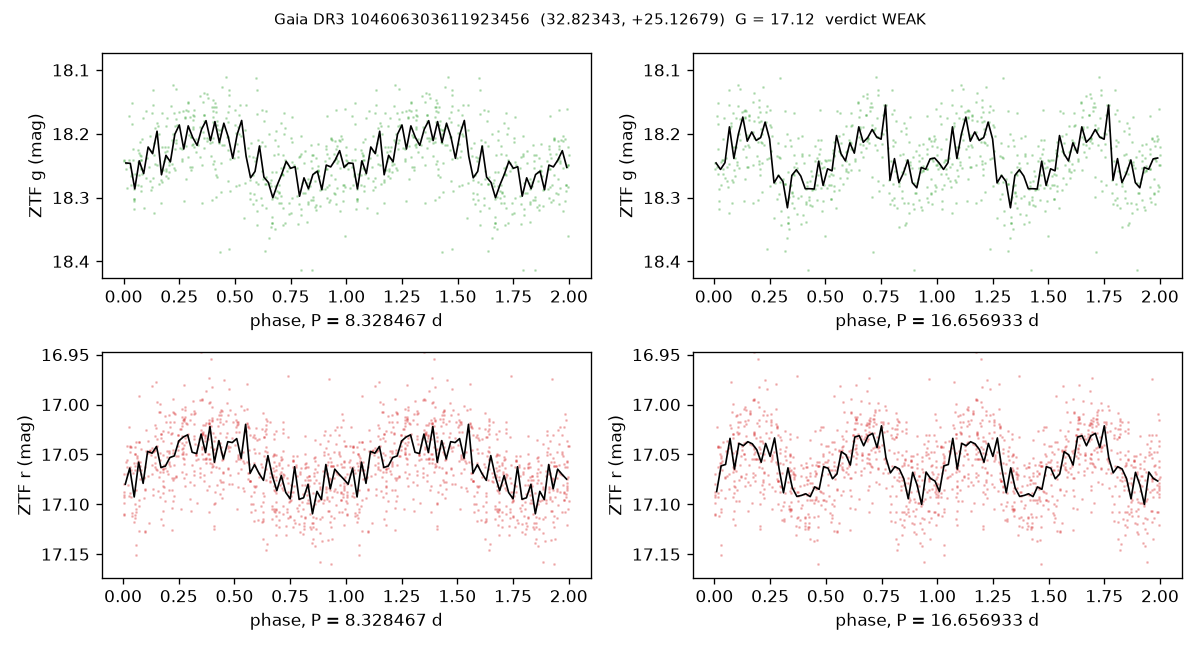 Gaia DR3 104606303611923456 (32.82343, +25.12679) G = 17.12 verdict WEAK
18.1
18.2
18.3
18.4
ZTF g (mag)
0.00 0.25 0.50 0.75 1.00 1.25 1.50 1.75 2.00
phase, P = 8.328467 d
18.1
18.2
18.3
18.4
ZTF g (mag)
0.00 0.25 0.50 0.75 1.00 1.25 1.50 1.75 2.00
phase, P = 16.656933 d
16.95
17.00
17.05
17.10
17.15
ZTF r (mag)
0.00 0.25 0.50 0.75 1.00 1.25 1.50 1.75 2.00
phase, P = 8.328467 d
16.95
17.00
17.05
17.10
17.15
ZTF r (mag)
0.00 0.25 0.50 0.75 1.00 1.25 1.50 1.75 2.00
phase, P = 16.656933 d